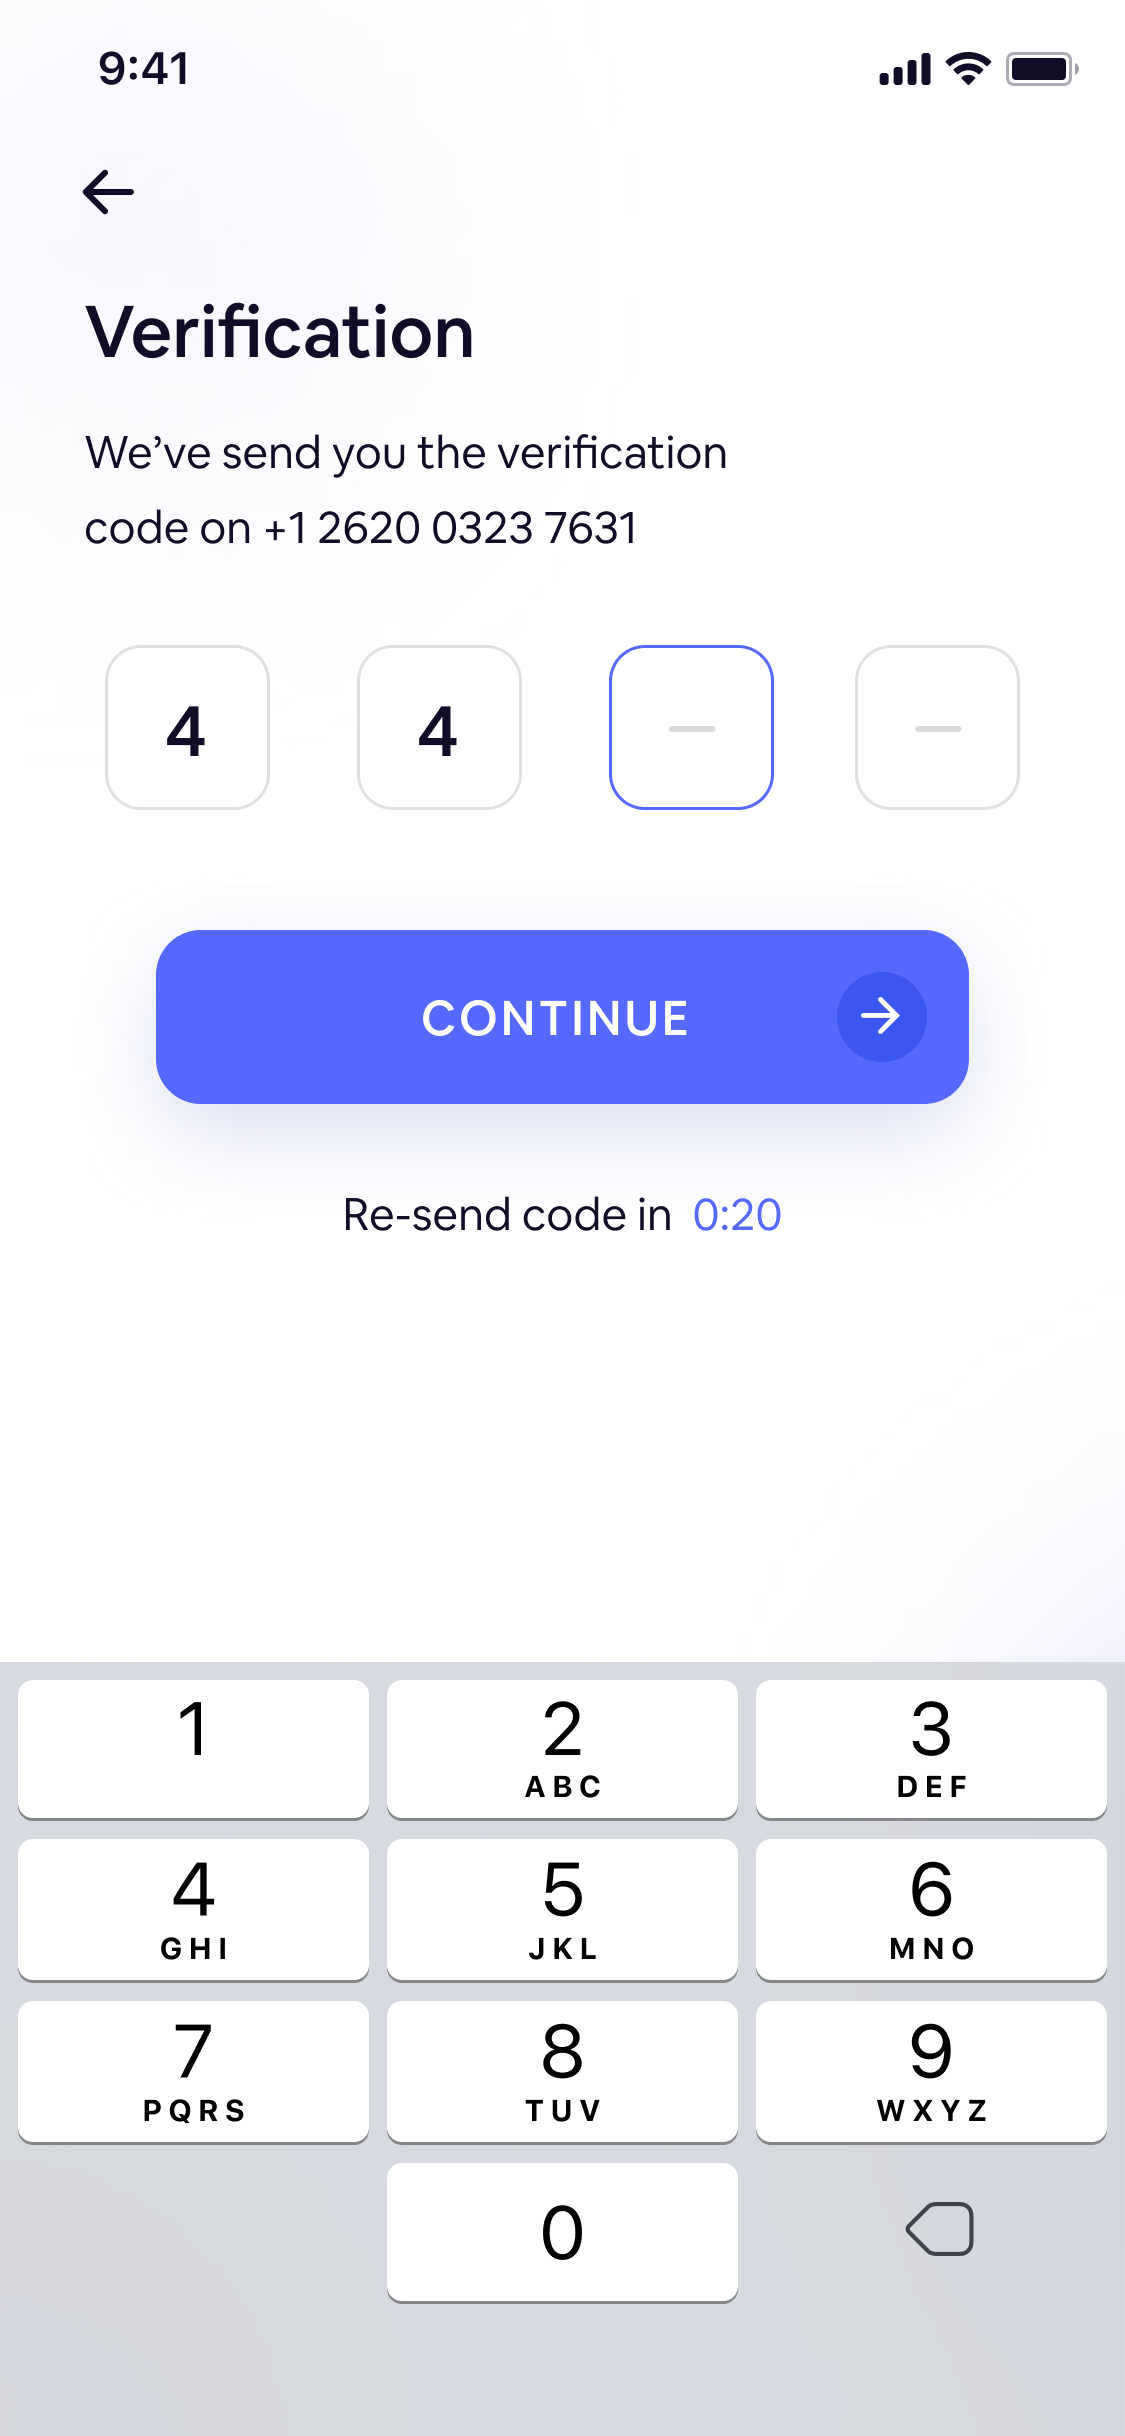 9:41
Verification
We’ve send you the verification
code on +1 2620 0323 7631
4 4
CONTINUE
Re-send code in 0:20
1 2 3
ABC DEF
4 5 6
GHI JKL MNO
7 8 9
PQRS TUV WXYZ
0